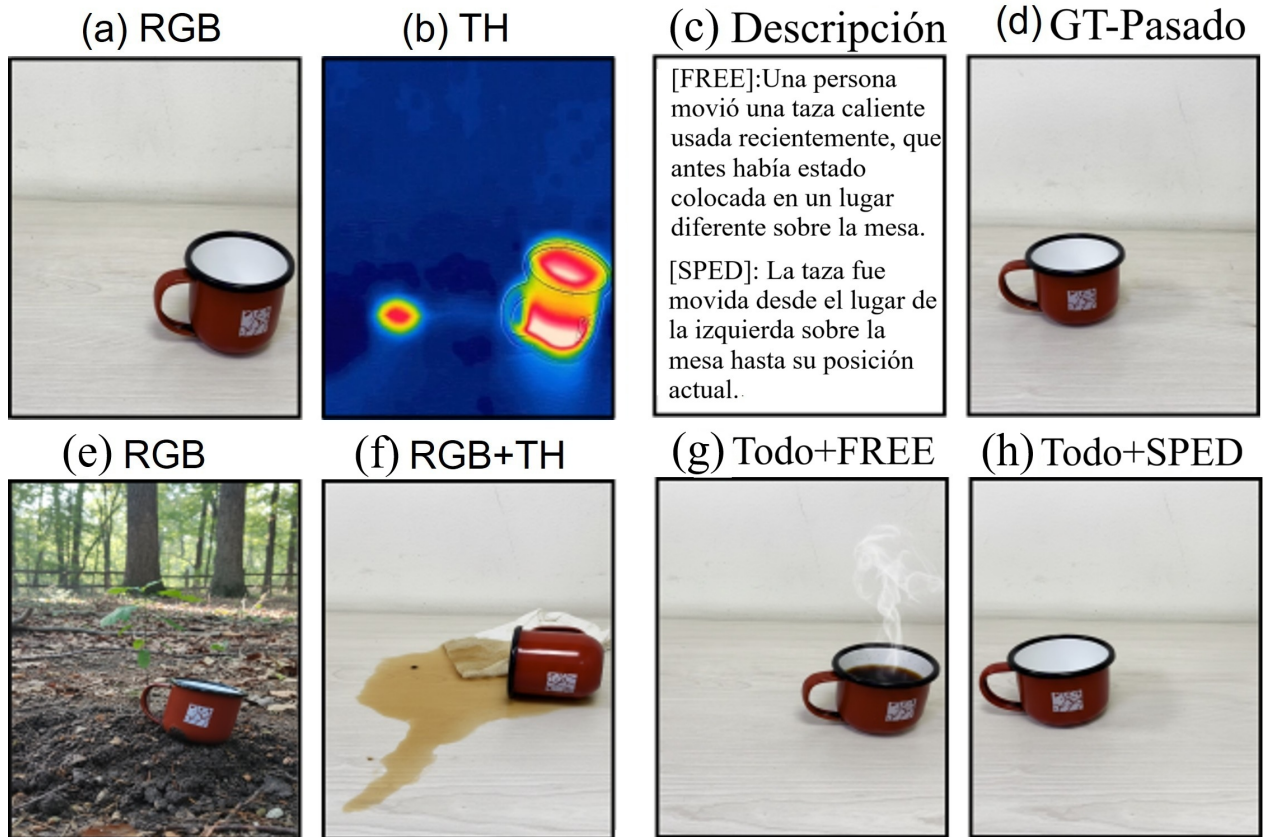 (a) RGB
(b) TH
(c) Descripción
(d) GT-Pasado
[FREE]:Una persona
movió una taza caliente
usada recientemente, que
antes había estado
colocada en un lugar
diferente sobre la mesa.
[SPED]: La taza fue
movida desde el lugar de
la izquierda sobre la
mesa hasta su posición
actual.
(e) RGB
(f) RGB+TH
(g) Todo+FREE
(h) Todo+SPED